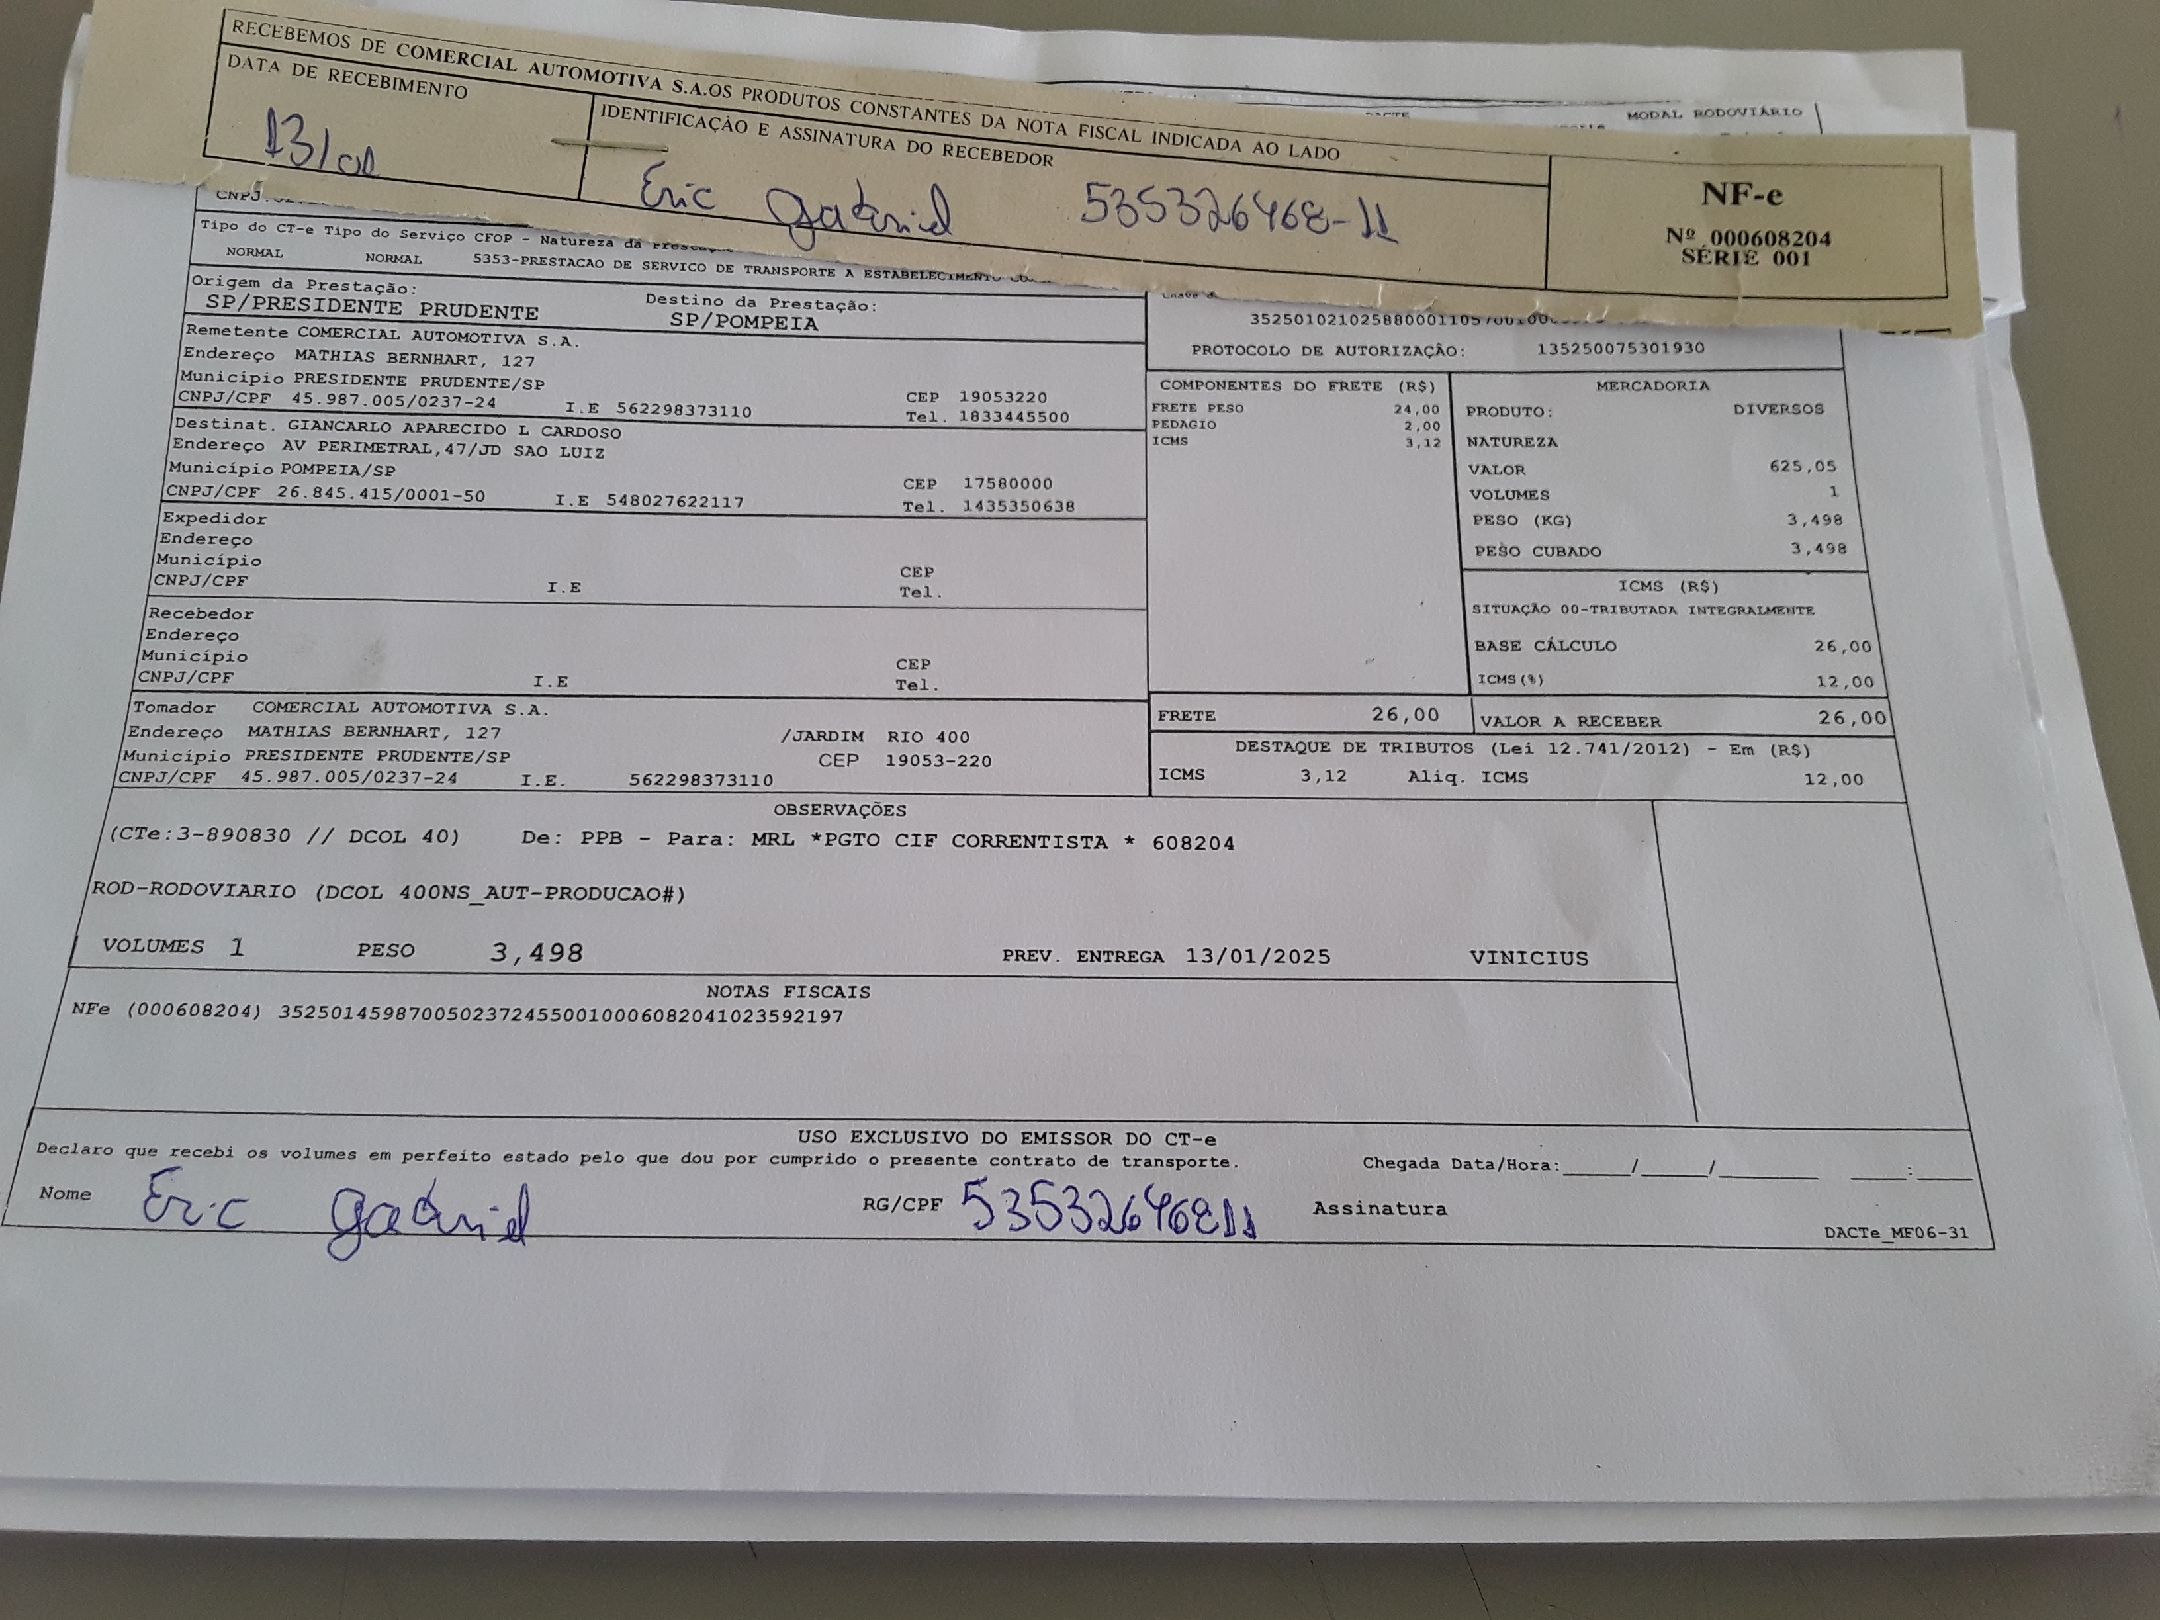 RECEBEMOS DE COMERCIAL AUTOMOTIVA S.A.OS PRODUTOS CONSTANTES DA NOTA FISCAL INDICADA AO LADO
DATA DE RECEBIMENTO
13/01
IDENTIFICAÇÃO E ASSINATURA DO RECEBEDOR
Eric Gabriel 535326468-11
NF-e
Nº 000608204
SÉRIE 001
MODAL RODOVIÁRIO
Tipo do CT-e Tipo do Serviço CFOP - Natureza da
NORMAL NORMAL 5353-PRESTACAO DE SERVICO DE TRANSPORTE A ESTABELECIMENTO
Origem da Prestação: Destino da Prestação:
SP/PRESIDENTE PRUDENTE SP/POMPEIA
PROTOCOLO DE AUTORIZAÇÃO: 135250075301930
Remetente COMERCIAL AUTOMOTIVA S.A.
Endereço MATHIAS BERNHART, 127
Município PRESIDENTE PRUDENTE/SP CEP 19053220
CNPJ/CPF 45.987.005/0237-24 I.E 562298373110 Tel. 1833445500
Destinat. GIANCARLO APARECIDO L CARDOSO
Endereço AV PERIMETRAL,47/JD SAO LUIZ
Município POMPEIA/SP CEP 17580000
CNPJ/CPF 26.845.415/0001-50 I.E 548027622117 Tel. 1435350638
Expedidor
Endereço
Município CEP
CNPJ/CPF I.E Tel.
Recebedor
Endereço
Município CEP
CNPJ/CPF I.E Tel.
Tomador COMERCIAL AUTOMOTIVA S.A.
Endereço MATHIAS BERNHART, 127 /JARDIM RIO 400
Município PRESIDENTE PRUDENTE/SP CEP 19053-220
CNPJ/CPF 45.987.005/0237-24 I.E. 562298373110
COMPONENTES DO FRETE (R$)
FRETE PESO 24,00
PEDAGIO 2,00
ICMS 3,12
MERCADORIA
PRODUTO: DIVERSOS
NATUREZA
VALOR 625,05
VOLUMES 1
PESO (KG) 3,498
PESO CUBADO 3,498
ICMS (R$)
SITUAÇÃO 00-TRIBUTADA INTEGRALMENTE
BASE CÁLCULO 26,00
ICMS(%) 12,00
FRETE 26,00 VALOR A RECEBER 26,00
DESTAQUE DE TRIBUTOS (Lei 12.741/2012) - Em (R$)
ICMS 3,12 Aliq. ICMS 12,00
OBSERVAÇÕES
(CTe:3-890830 // DCOL 40) De: PPB - Para: MRL *PGTO CIF CORRENTISTA * 608204
ROD-RODOVIARIO (DCOL 400NS_AUT-PRODUCAO#)
VOLUMES 1 PESO 3,498 PREV. ENTREGA 13/01/2025 VINICIUS
NOTAS FISCAIS
NFe (000608204) 35250145987005023724550010006082041023592197
USO EXCLUSIVO DO EMISSOR DO CT-e
Declaro que recebi os volumes em perfeito estado pelo que dou por cumprido o presente contrato de transporte. Chegada Data/Hora:____/____/______ ____:____
Nome Eric Gabriel RG/CPF 53532646811 Assinatura
DACTe_MF06-31